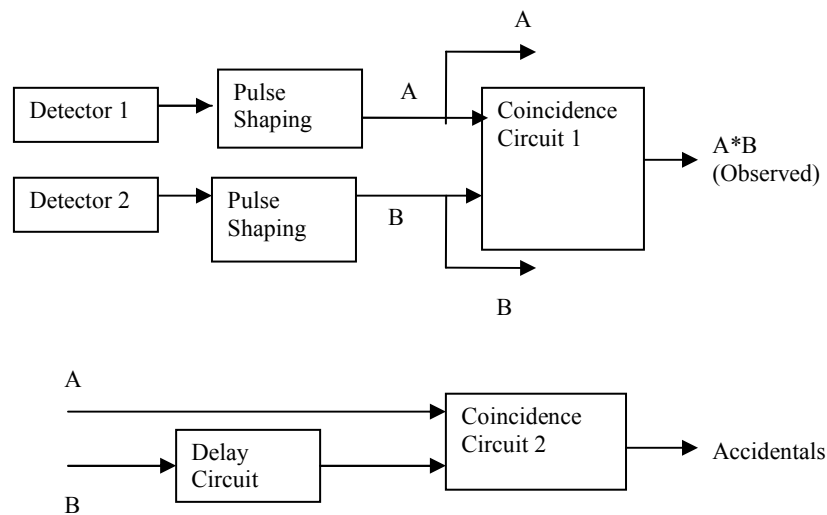 A
Detector 1
Pulse
Shaping
A
Coincidence
Circuit 1
A*B
(Observed)
Detector 2
Pulse
Shaping
B
B
A
Delay
Circuit
Coincidence
Circuit 2
Accidentals
B